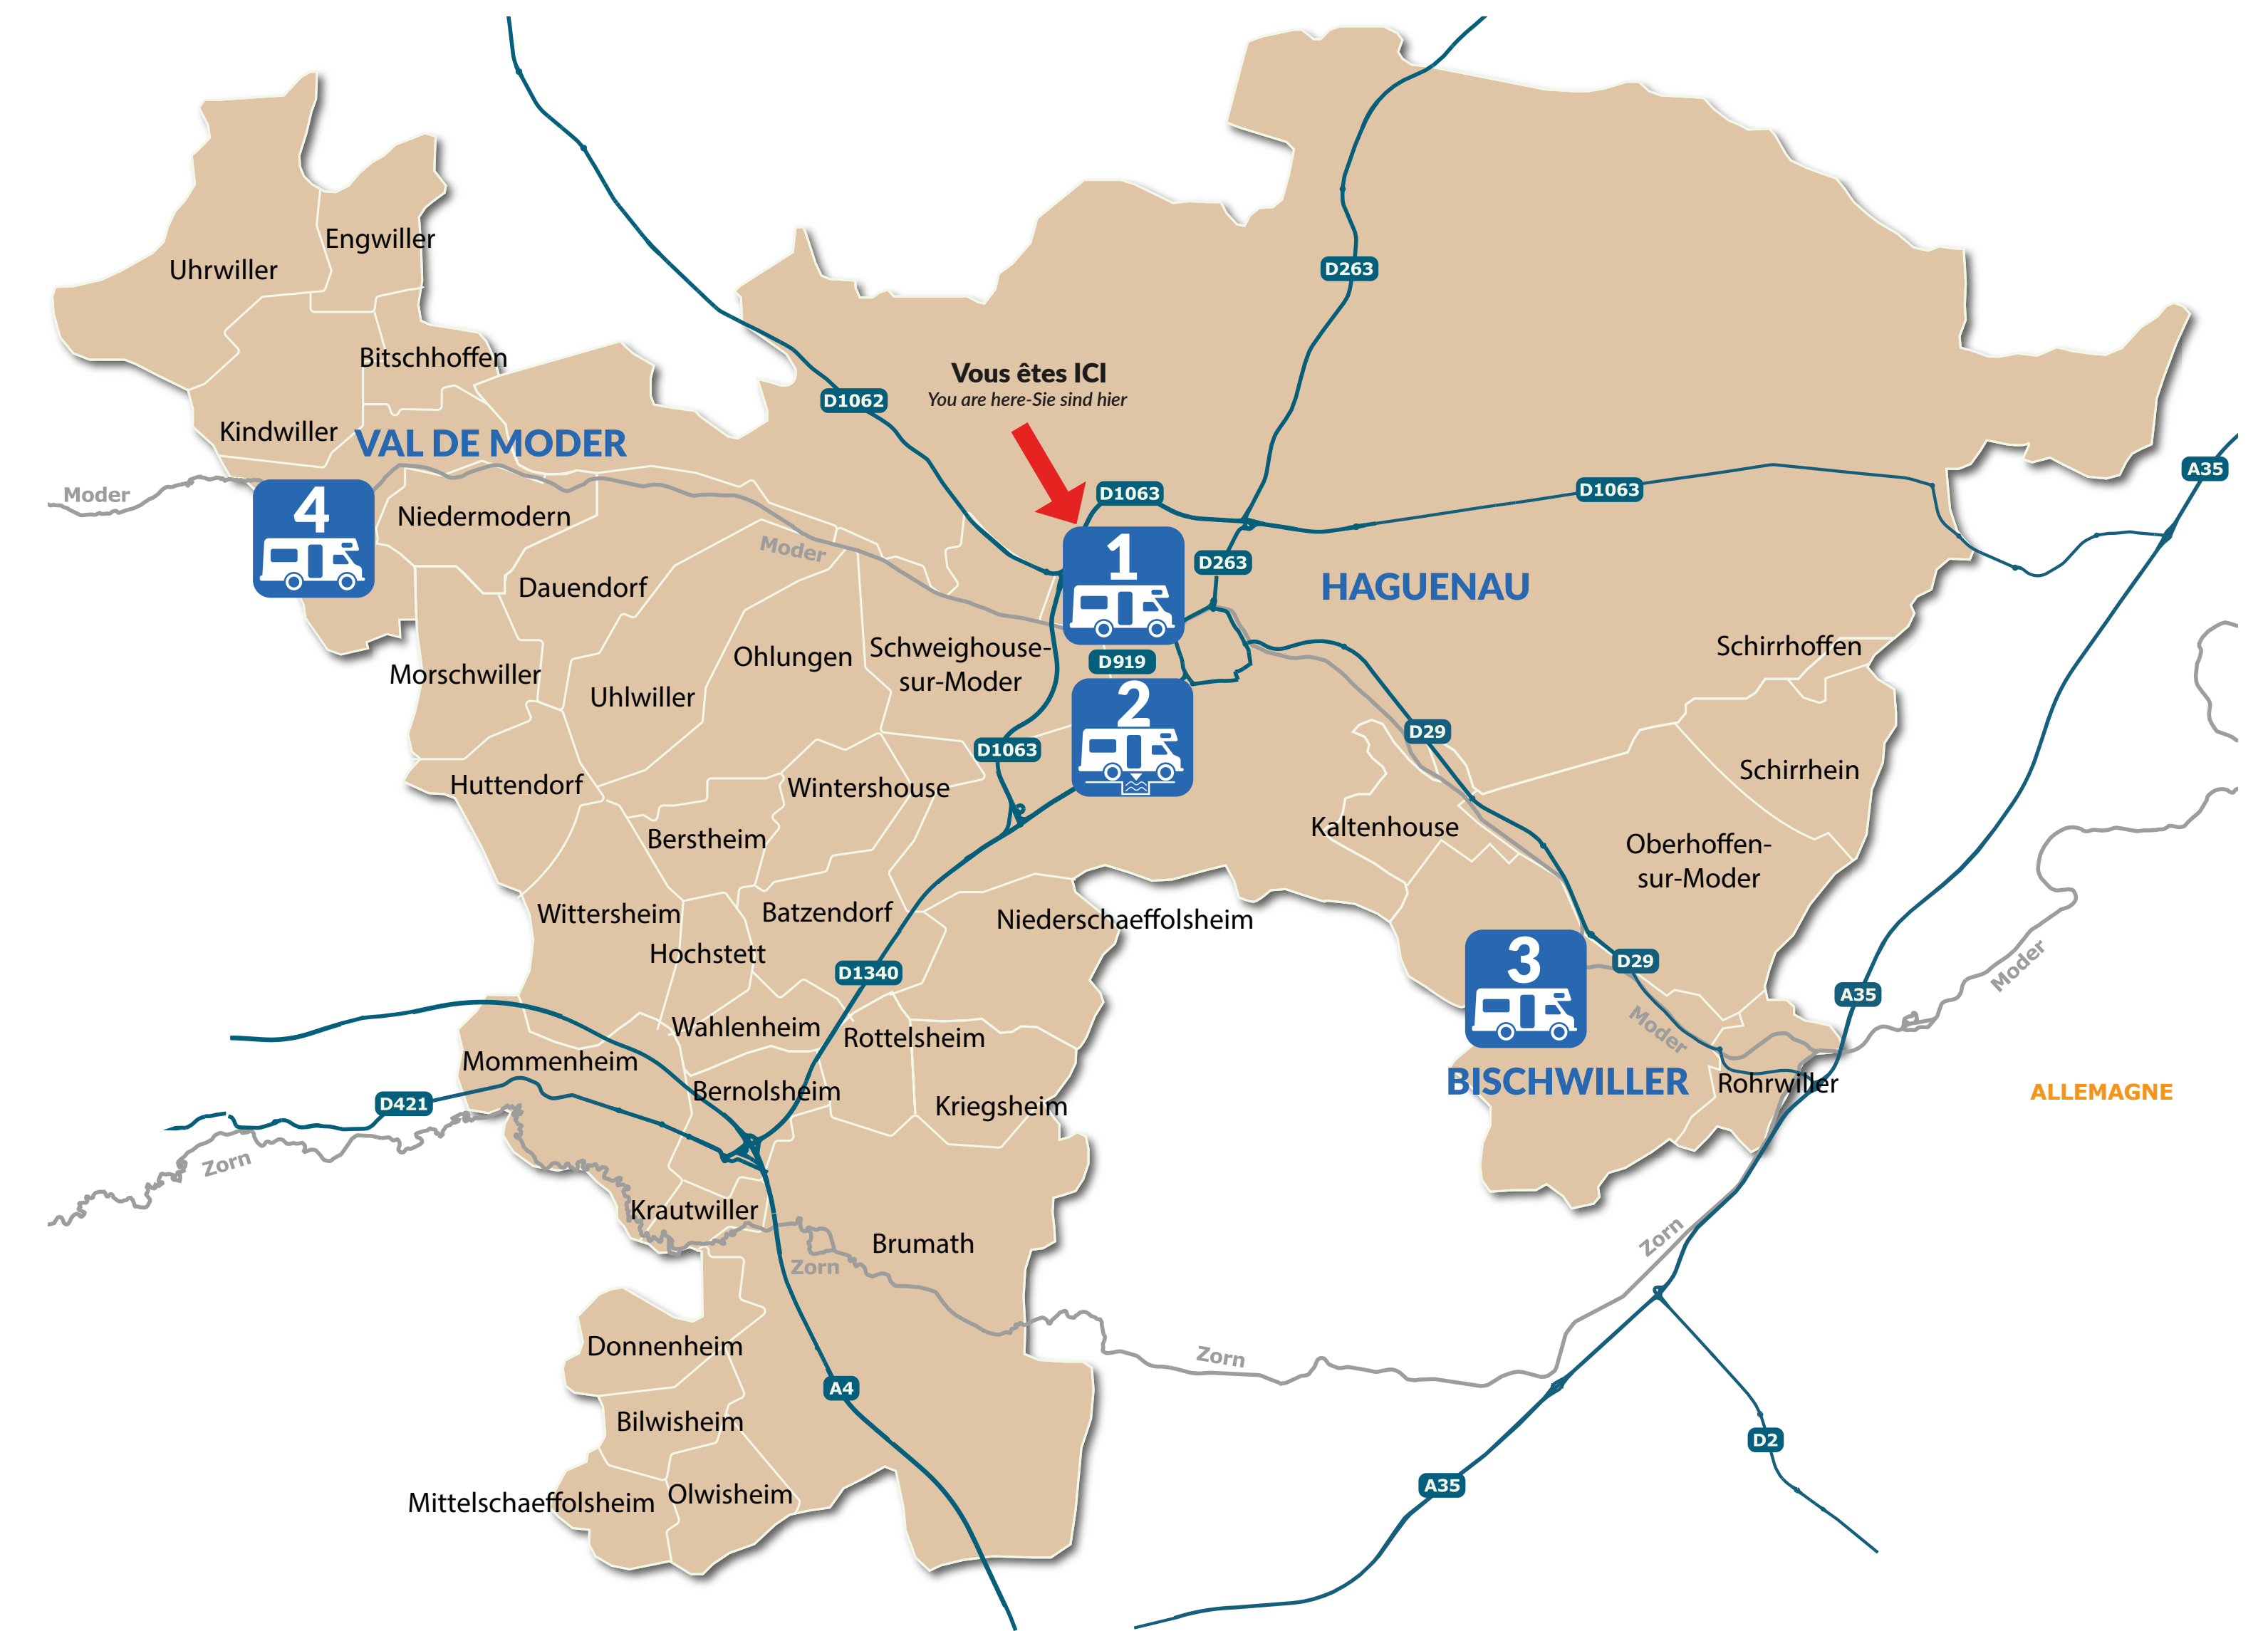 Engwiller
Uhrwiller
D263
Bitschhoffen
Vous êtes ICI
You are here-Sie sind hier
D1062
Kindwiller
VAL DE MODER
A35
Moder
4
Niedermodern
D1063
D1063
Moder
1
D263
Dauendorf
HAGUENAU
Schirrhoffen
Ohlungen
Schweighouse-
sur-Moder
D919
Morschwiller
Uhlwiller
2
D29
D1063
Schirrhein
Huttendorf
Wintershouse
Berstheim
Kaltenhouse
Oberhoffen-
sur-Moder
Wittersheim
Batzendorf
Niederschaeffolsheim
Hochstett
D1340
3
D29
Moder
A35
Wahlenheim
Rottelsheim
Moder
Mommenheim
Bernolsheim
BISCHWILLER
Rohrwiller
ALLEMAGNE
D421
Kriegsheim
Zorn
Krautwiller
Brumath
Zorn
Zorn
Donnenheim
Zorn
A4
Bilwisheim
D2
A35
Mittelschaeffolsheim
Olwisheim